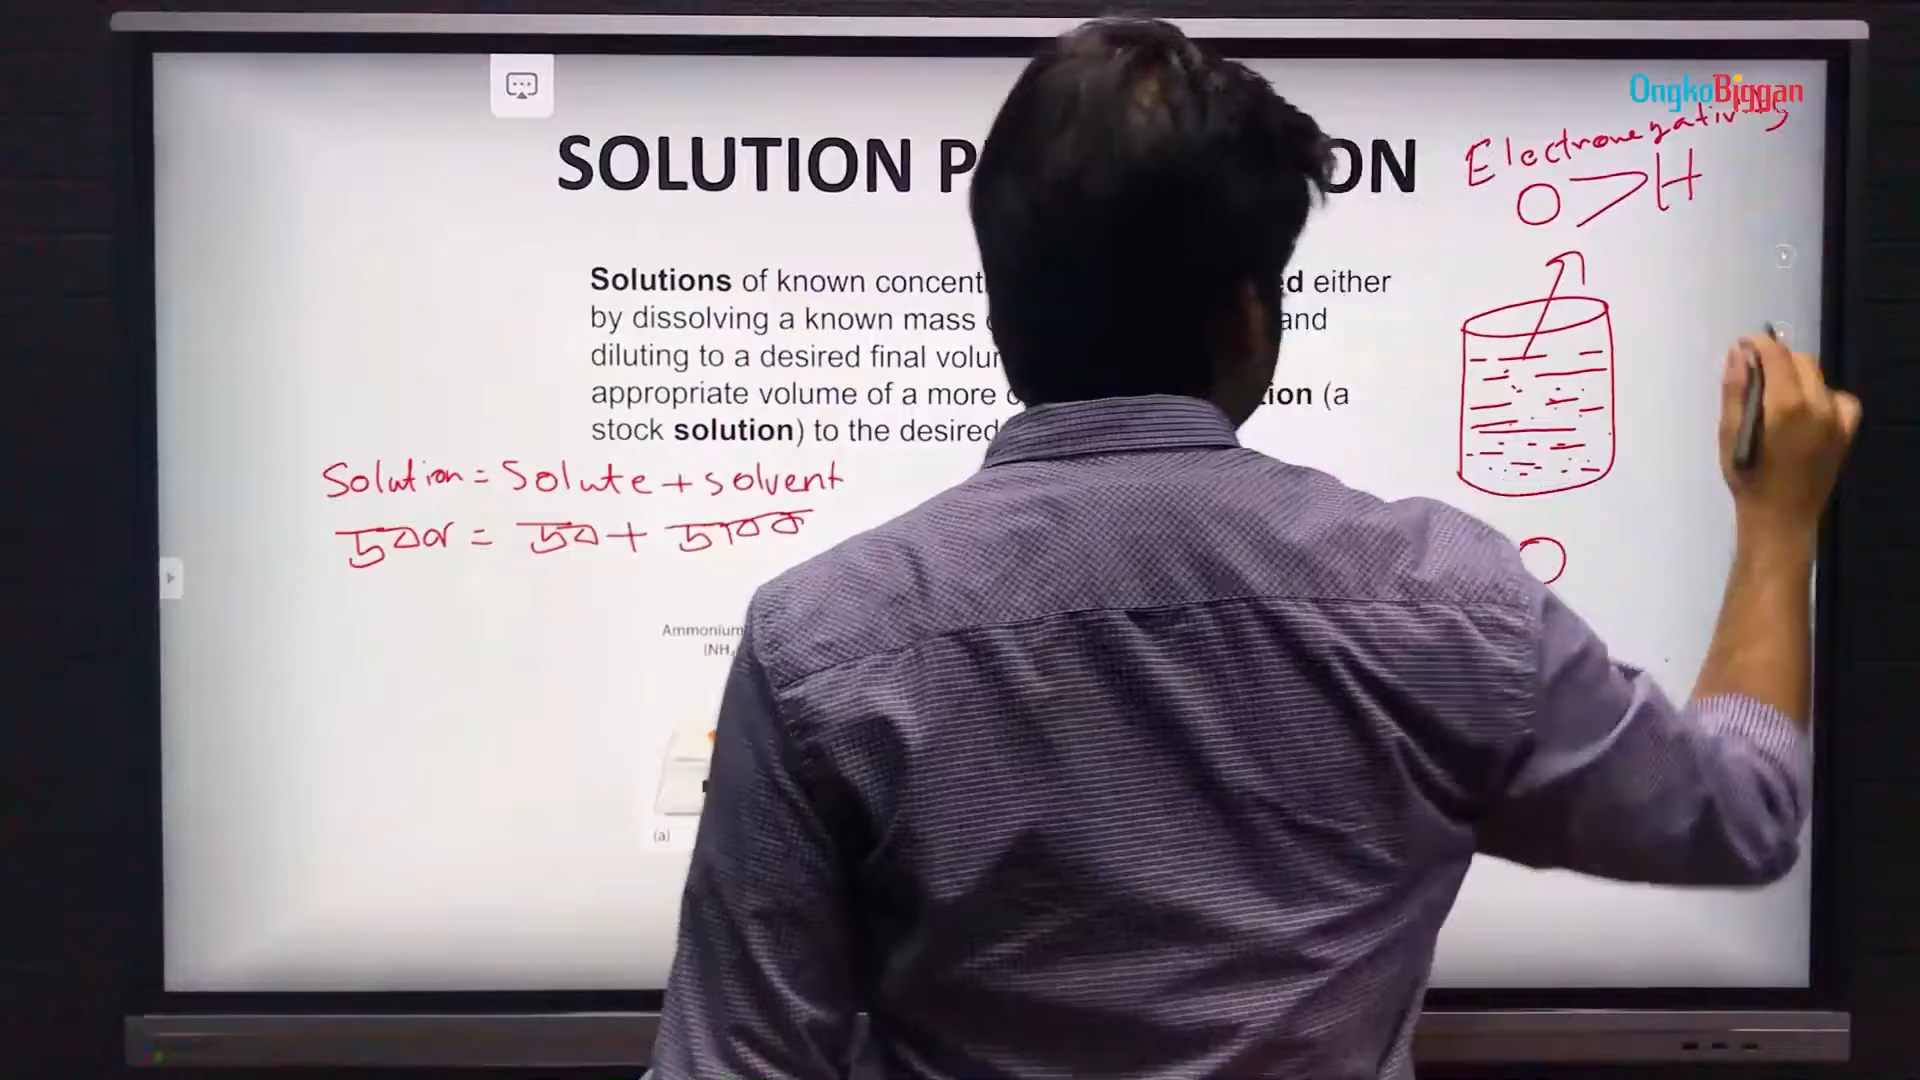 OngkoBiggan
SOLUTION P ON
Electronegativity
O > H
Solutions of known concent ed either
by dissolving a known mass and
diluting to a desired final volu
appropriate volume of a more tion (a
stock solution) to the desired
Solution = Solute + solvent
দ্রবণ = দ্রব + দ্রাবক
O
Ammonium
(NH4
(a)